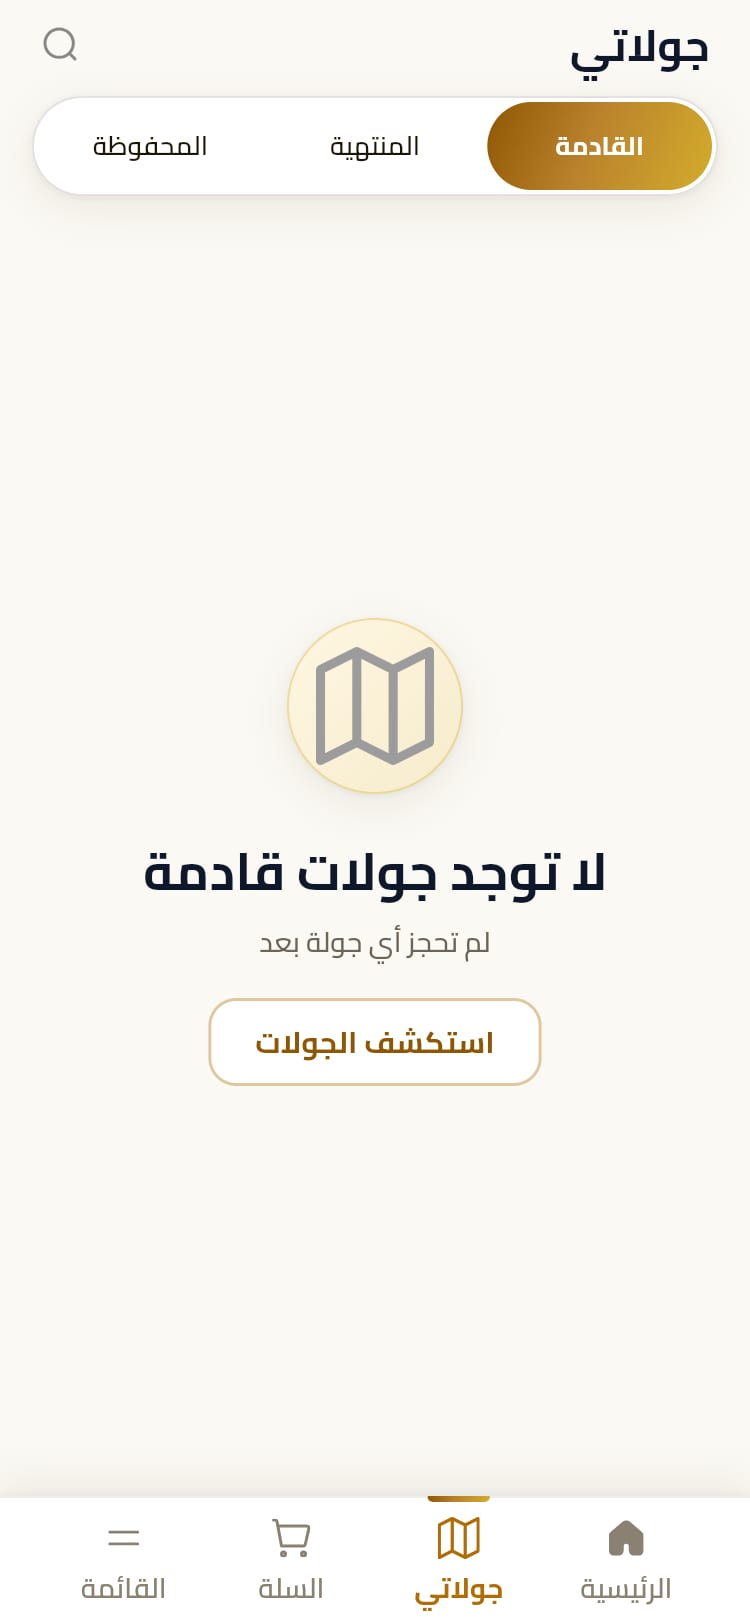 جولاتي
القادمة
المنتهية
المحفوظة
لا توجد جولات قادمة
لم تحجز أي جولة بعد
استكشف الجولات
الرئيسية
جولاتي
السلة
القائمة